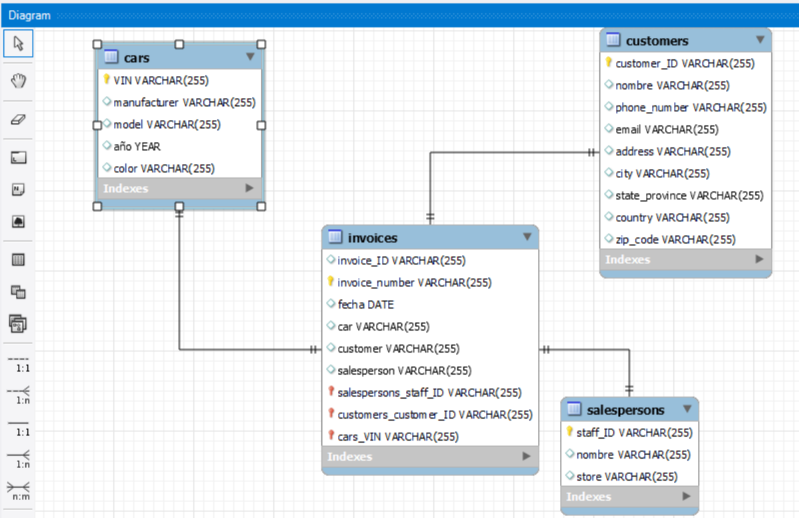 Diagram
cars
VIN VARCHAR(255)
manufacturer VARCHAR(255)
model VARCHAR(255)
año YEAR
color VARCHAR(255)
Indexes
customers
customer_ID VARCHAR(255)
nombre VARCHAR(255)
phone_number VARCHAR(255)
email VARCHAR(255)
address VARCHAR(255)
city VARCHAR(255)
state_province VARCHAR(255)
country VARCHAR(255)
zip_code VARCHAR(255)
Indexes
invoices
invoice_ID VARCHAR(255)
invoice_number VARCHAR(255)
fecha DATE
car VARCHAR(255)
customer VARCHAR(255)
salesperson VARCHAR(255)
salespersons_staff_ID VARCHAR(255)
customers_customer_ID VARCHAR(255)
cars_VIN VARCHAR(255)
Indexes
salespersons
staff_ID VARCHAR(255)
nombre VARCHAR(255)
store VARCHAR(255)
Indexes
1:1
1:n
1:1
1:n
n:m